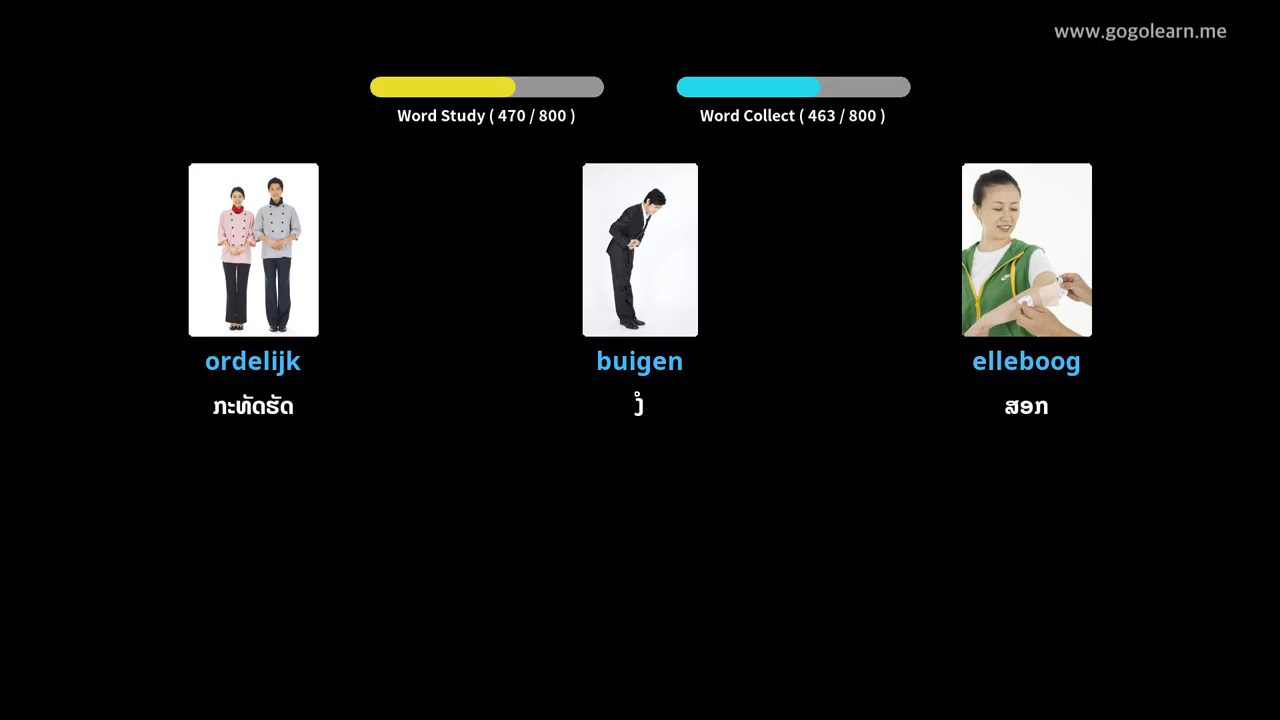 www.gogolearn.me
Word Study ( 470 / 800 )
Word Collect ( 463 / 800 )
ordelijk
buigen
elleboog
ກະທັດຮັດ
ງໍ
ສອກ